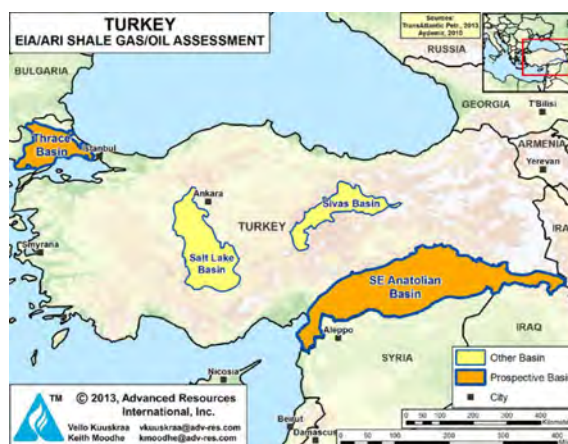 TURKEY
EIA/ARI SHALE GAS/OIL ASSESSMENT
Sources:
TransAtlantic Petr., 2013
Aydemir, 2010
RUSSIA
BULGARIA
GEORGIA
T'Bilisi
ARMENIA
Yerevan
Thrace
Basin
Istanbul
Ankara
Sivas Basin
TURKEY
Smyrana
Salt Lake
Basin
SE Anatolian
Basin
Aleppo
IRAQ
SYRIA
Nicosia
Beirut
Damascus
Other Basin
Prospective Basin
City
TM
© 2013, Advanced Resources
International, Inc.
Vello Kuuskraa vkuuskraa@adv-res.com
Keith Moodhe kmoodhe@adv-res.com